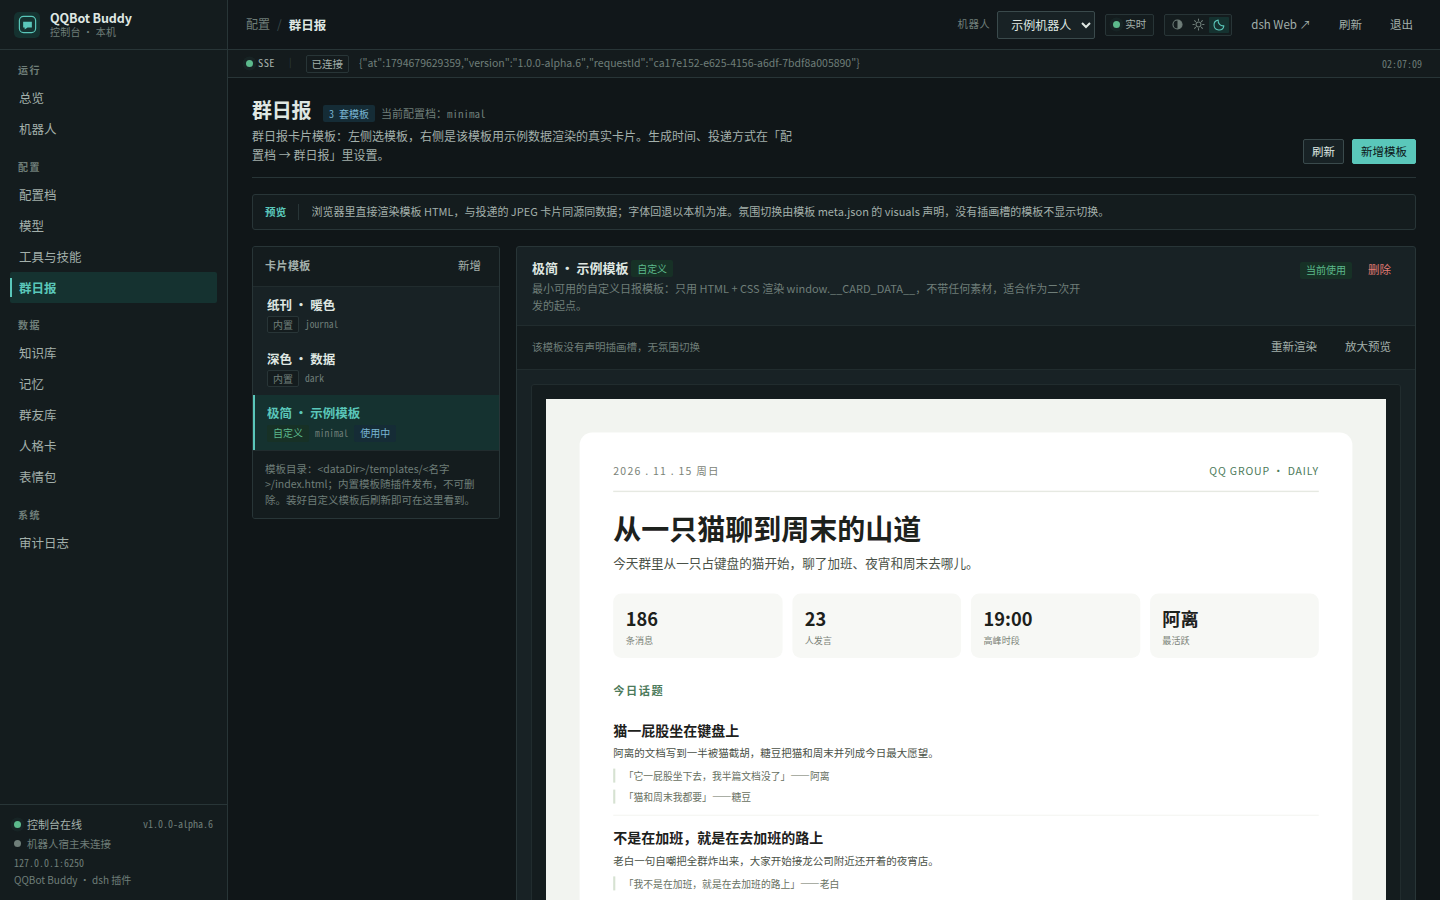 QQBot Buddy
控制台 · 本机
运行
总览
机器人
配置
配置档
模型
工具与技能
群日报
数据
知识库
记忆
群友库
人格卡
表情包
系统
审计日志
控制台在线 v1.0.0-alpha.6
机器人宿主未连接
127.0.0.1:6250
QQBot Buddy · dsh 插件
配置 / 群日报
机器人 示例机器人 实时 dsh Web ↗ 刷新 退出
SSE 已连接 {"at":1794679629359,"version":"1.0.0-alpha.6","requestId":"ca17e152-e625-4156-a6df-7bdf8a005890"} 02:07:09
群日报 3 套模板 当前配置档：minimal
群日报卡片模板：左侧选模板，右侧是该模板用示例数据渲染的真实卡片。生成时间、投递方式在「配
置档 → 群日报」里设置。
刷新 新增模板
预览 浏览器里直接渲染模板 HTML，与投递的 JPEG 卡片同源同数据；字体回退以本机为准。氛围切换由模板 meta.json 的 visuals 声明，没有插画槽的模板不显示切换。
卡片模板 新增
纸刊 · 暖色
内置 journal
深色 · 数据
内置 dark
极简 · 示例模板
自定义 minimal 使用中
模板目录：<dataDir>/templates/<名字
>/index.html；内置模板随插件发布，不可删
除。装好自定义模板后刷新即可在这里看到。
极简 · 示例模板 自定义 当前使用 删除
最小可用的自定义日报模板：只用 HTML + CSS 渲染 window.__CARD_DATA__，不带任何素材，适合作为二次开
发的起点。
该模板没有声明插画槽，无氛围切换 重新渲染 放大预览
2026 . 11 . 15 周日 QQ GROUP · DAILY
从一只猫聊到周末的山道
今天群里从一只占键盘的猫开始，聊了加班、夜宵和周末去哪儿。
186 23 19:00 阿离
条消息 人发言 高峰时段 最活跃
今日话题
猫一屁股坐在键盘上
阿离的文档写到一半被猫截胡，糖豆把猫和周末并列成今日最大愿望。
「它一屁股坐下去，我半篇文档没了」——阿离
「猫和周末我都要」——糖豆
不是在加班，就是在去加班的路上
老白一句自嘲把全群炸出来，大家开始接龙公司附近还开着的夜宵店。
「我不是在加班，就是在去加班的路上」——老白